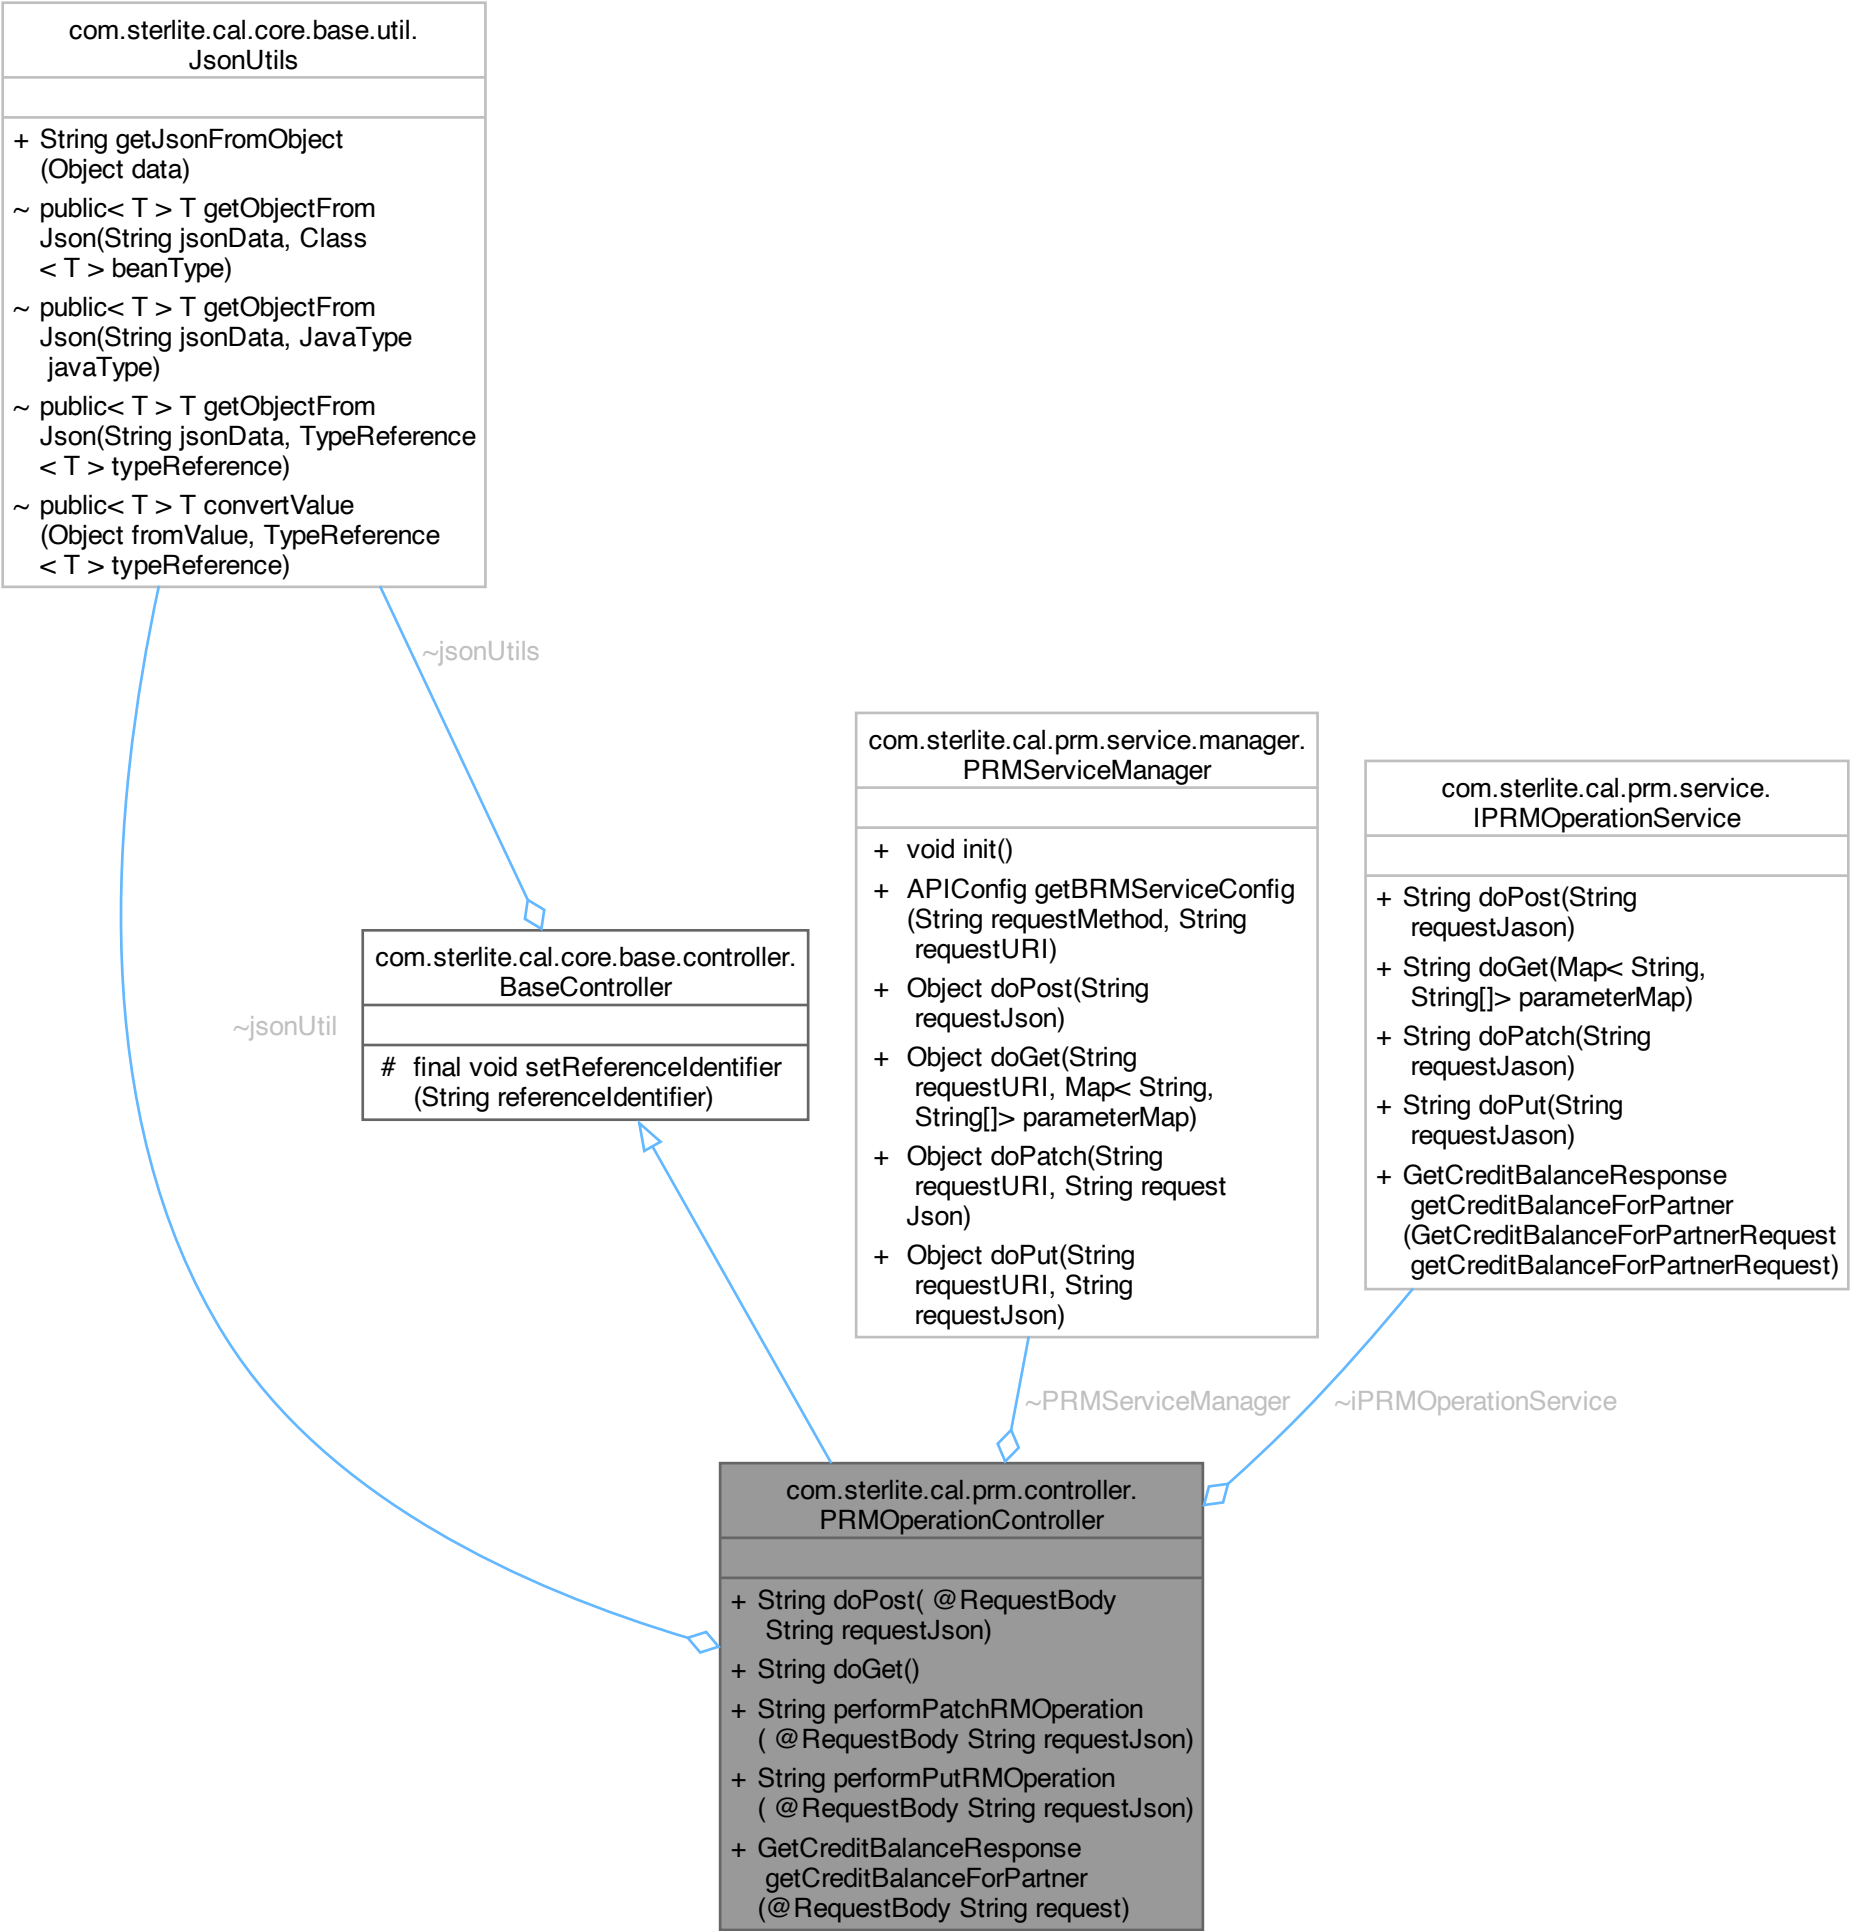 com.sterlite.cal.core.base.util.
JsonUtils
+ String getJsonFromObject
(Object data)
~ public< T > T getObjectFrom
Json(String jsonData, Class
< T > beanType)
~ public< T > T getObjectFrom
Json(String jsonData, JavaType
javaType)
~ public< T > T getObjectFrom
Json(String jsonData, TypeReference
< T > typeReference)
~ public< T > T convertValue
(Object fromValue, TypeReference
< T > typeReference)
~jsonUtils
~jsonUtil
com.sterlite.cal.core.base.controller.
BaseController
# final void setReferenceIdentifier
(String referenceIdentifier)
com.sterlite.cal.prm.service.manager.
PRMServiceManager
+ void init()
+ APIConfig getBRMServiceConfig
(String requestMethod, String
requestURI)
+ Object doPost(String
requestJson)
+ Object doGet(String
requestURI, Map< String,
String[]> parameterMap)
+ Object doPatch(String
requestURI, String request
Json)
+ Object doPut(String
requestURI, String
requestJson)
com.sterlite.cal.prm.service.
IPRMOperationService
+ String doPost(String
requestJason)
+ String doGet(Map< String,
String[]> parameterMap)
+ String doPatch(String
requestJason)
+ String doPut(String
requestJason)
+ GetCreditBalanceResponse
getCreditBalanceForPartner
(GetCreditBalanceForPartnerRequest
getCreditBalanceForPartnerRequest)
~PRMServiceManager
~iPRMOperationService
com.sterlite.cal.prm.controller.
PRMOperationController
+ String doPost( @RequestBody
String requestJson)
+ String doGet()
+ String performPatchRMOperation
( @RequestBody String requestJson)
+ String performPutRMOperation
( @RequestBody String requestJson)
+ GetCreditBalanceResponse
getCreditBalanceForPartner
(@RequestBody String request)